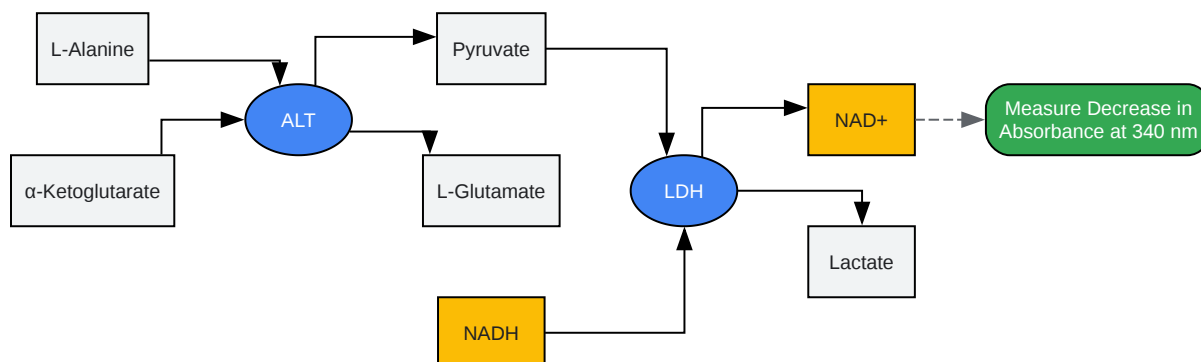 L-Alanine
Pyruvate
ALT
NAD+
Measure Decrease in
Absorbance at 340 nm
α-Ketoglutarate
L-Glutamate
LDH
Lactate
NADH